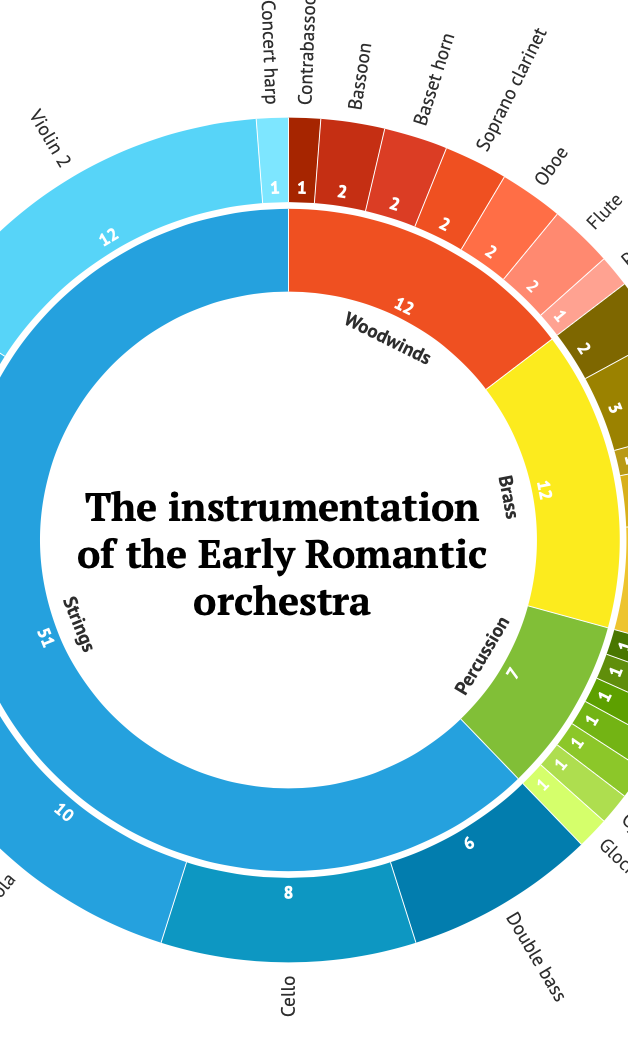 The instrumentation
of the Early Romantic
orchestra
Concert harp
1
Contrabassoo
1
Bassoon
2
Basset horn
2
Soprano clarinet
2
Oboe
2
Flute
2
1
Woodwinds
12
Brass
12
2
3
Percussion
7
1
1
1
1
1
1
1
Gloc
Strings
51
Double bass
6
Cello
8
ola
10
Violin 2
12